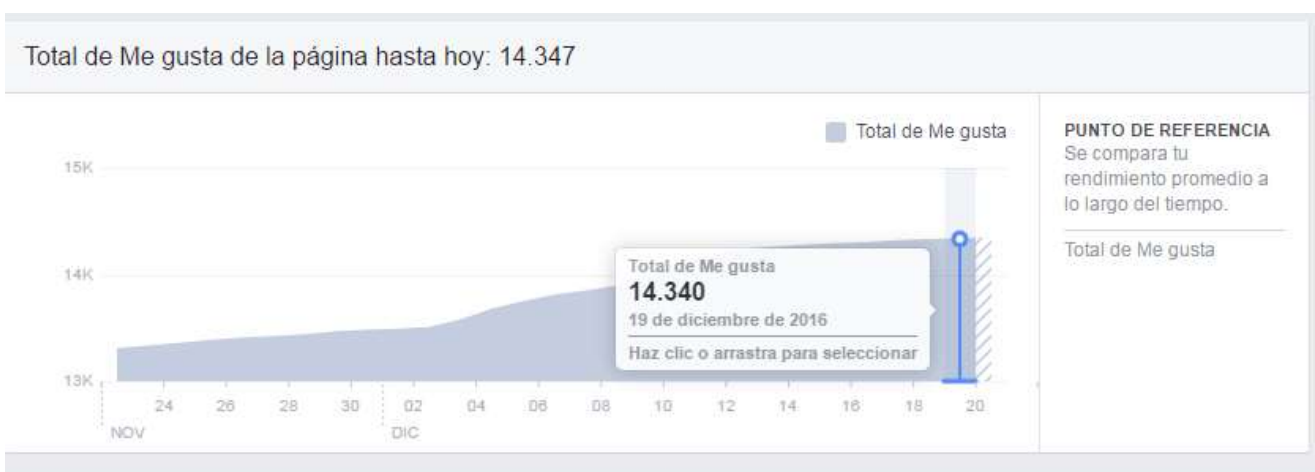 Total de Me gusta de la página hasta hoy: 14.347
Total de Me gusta
PUNTO DE REFERENCIA
Se compara tu
rendimiento promedio a
lo largo del tiempo.
Total de Me gusta
15K
14K
13K
Total de Me gusta
14.340
19 de diciembre de 2016
Haz clic o arrastra para seleccionar
24 26 28 30 02 04 06 08 10 12 14 16 18 20
NOV DIC